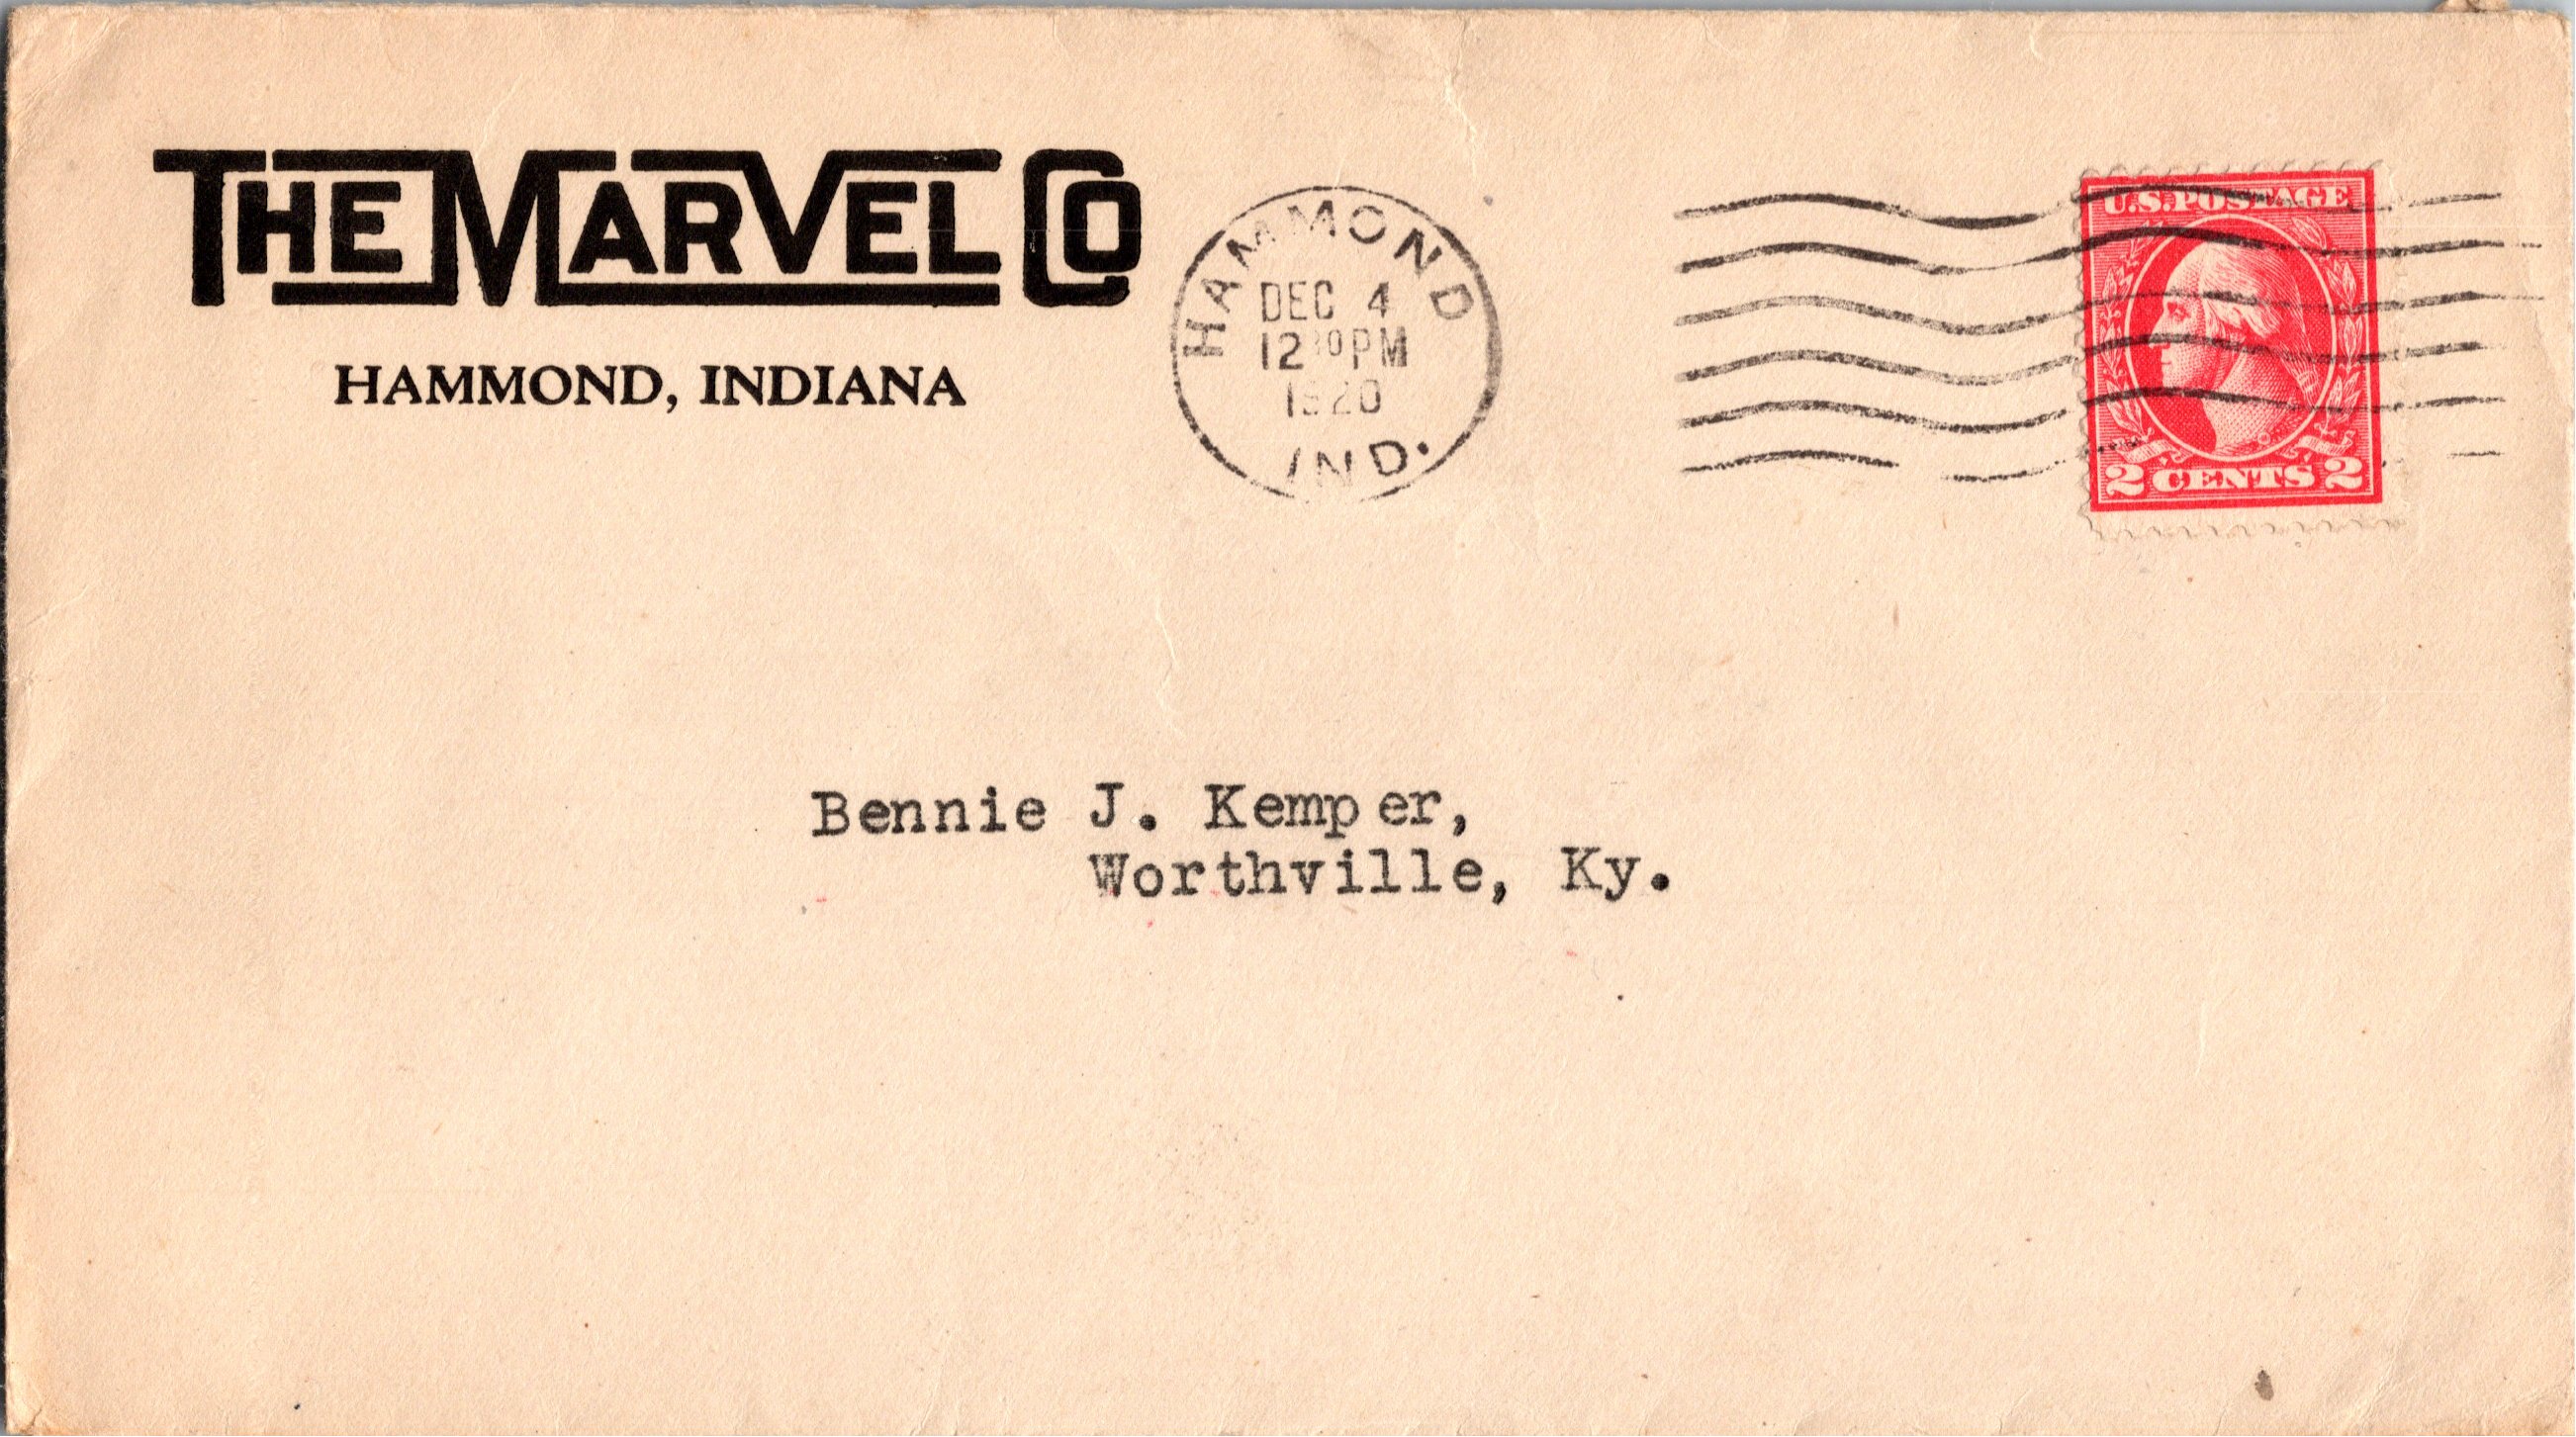 THE MARVEL CO
HAMMOND, INDIANA
HAMMOND
DEC 4
12 30 PM
1920
IND.
U.S. POSTAGE
2 CENTS 2
Bennie J. Kemper,
Worthville, Ky.